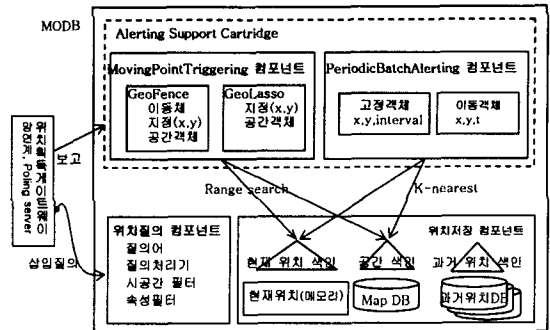 MODB
Alerting Support Cartridge
MovingPointTriggering 컴포넌트
GeoFence
이동체
지정(x,y)
공간객체
GeoLasso
지정(x,y)
공간객체
PeriodicBatchAlerting 컴포넌트
고정객체
x,y,interval
이동객체
x,y,t
위치획득게이트웨이
Poling server
보고
삽입질의
Range search
K-nearest
위치질의 컴포넌트
질의어
질의처리기
시공간 필터
속성필터
위치저장 컴포넌트
현재 위치 색인
공간 색인
과거 위치 색인
현재위치(메모리)
Map DB
과거위치DB